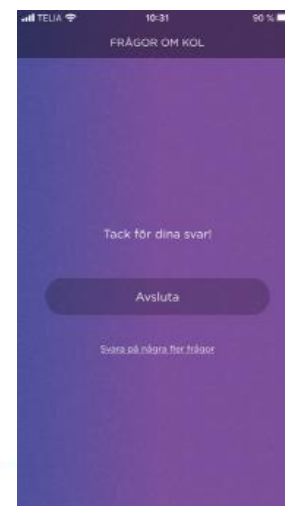 TELIA 10:31 90 %
FRÅGOR OM KOL
Tack för dina svar!
Avsluta
Svara på några fler frågor